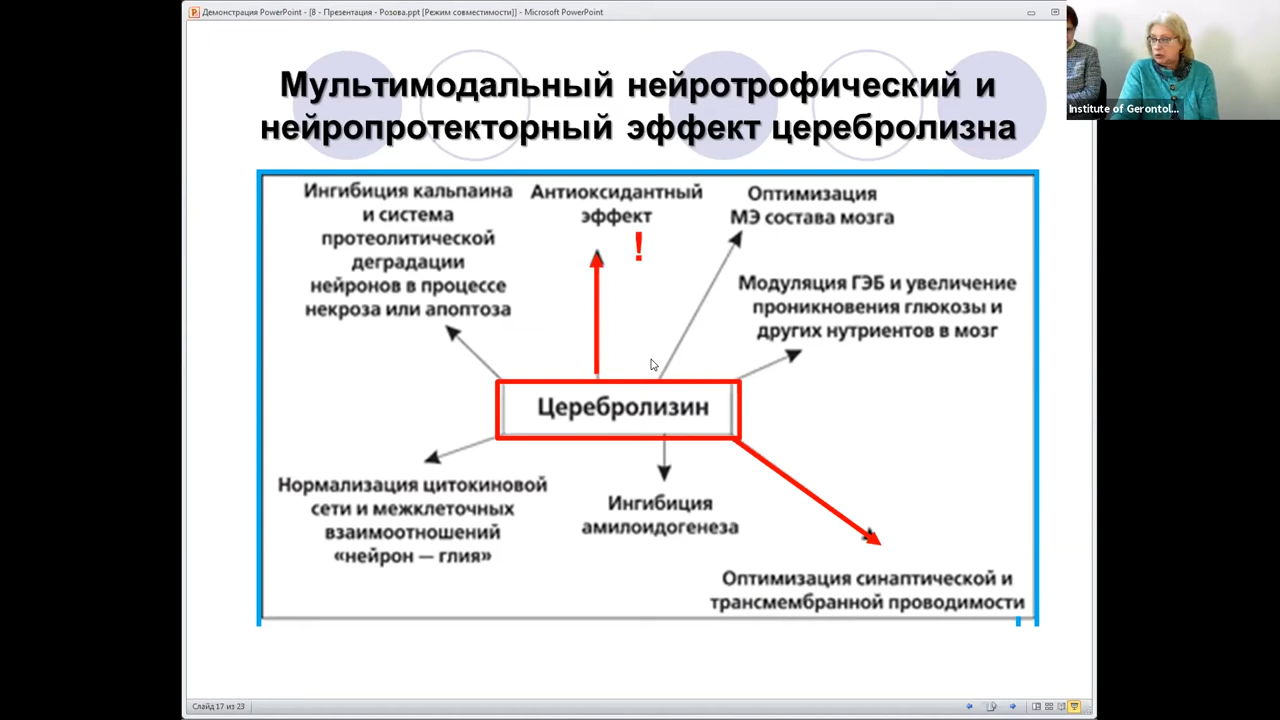 Демонстрация PowerPoint - [8 - Презентация - Розова.ppt [Режим совместимости]] - Microsoft PowerPoint
Institute of Gerontol...
Мультимодальный нейротрофический и
нейропротекторный эффект церебролизна
Ингибиция кальпаина
и система
протеолитической
деградации
нейронов в процессе
некроза или апоптоза
Антиоксидантный
эффект
!
Оптимизация
МЭ состава мозга
Модуляция ГЭБ и увеличение
проникновения глюкозы и
других нутриентов в мозг
Церебролизин
Нормализация цитокиновой
сети и межклеточных
взаимоотношений
«нейрон — глия»
Ингибиция
амилоидогенеза
Оптимизация синаптической и
трансмембранной проводимости
Слайд 17 из 23